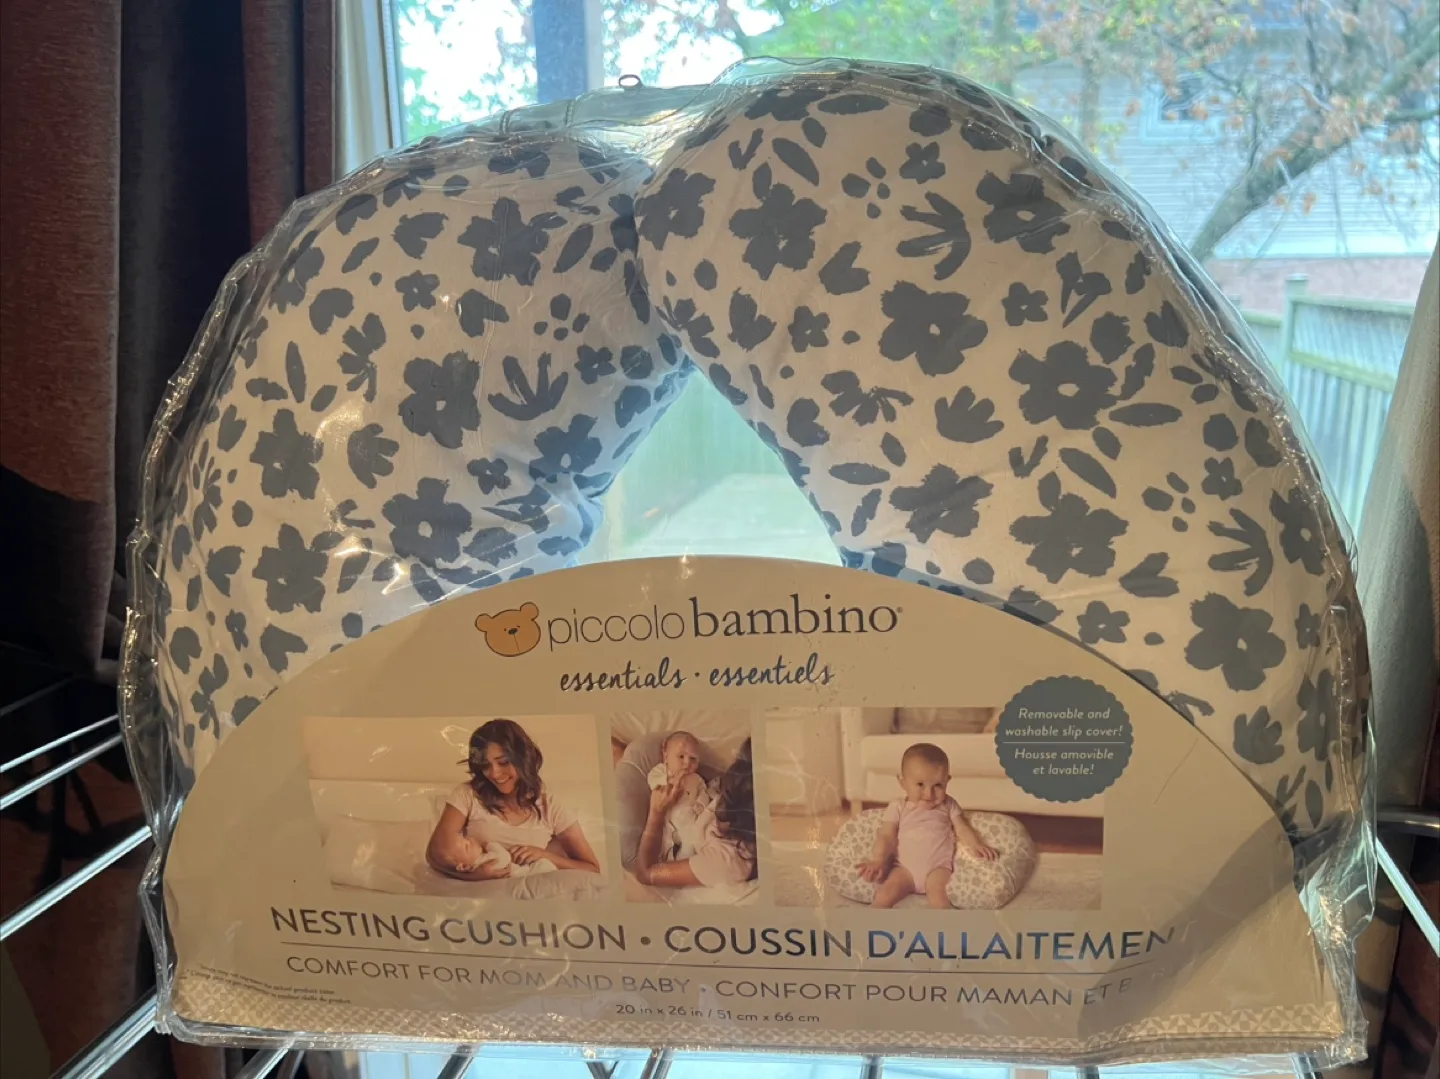 piccolo bambino
essentials · essentiels
Removable and
washable slip cover!
Housse amovible
et lavable!
NESTING CUSHION • COUSSIN D'ALLAITEMEN
COMFORT FOR MOM AND BABY • CONFORT POUR MAMAN ET B
20 in x 26 in / 51 cm x 66 cm